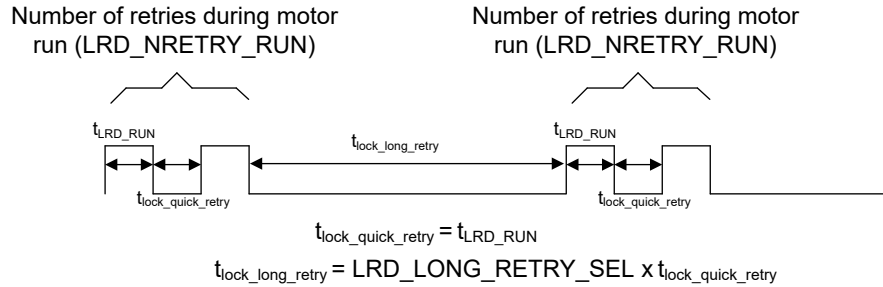 Number of retries during motor
run (LRD_NRETRY_RUN)
Number of retries during motor
run (LRD_NRETRY_RUN)
tLRD_RUN
tlock_long_retry
tLRD_RUN
tlock_quick_retry
tlock_quick_retry
tlock_quick_retry = tLRD_RUN
tlock_long_retry = LRD_LONG_RETRY_SEL x tlock_quick_retry